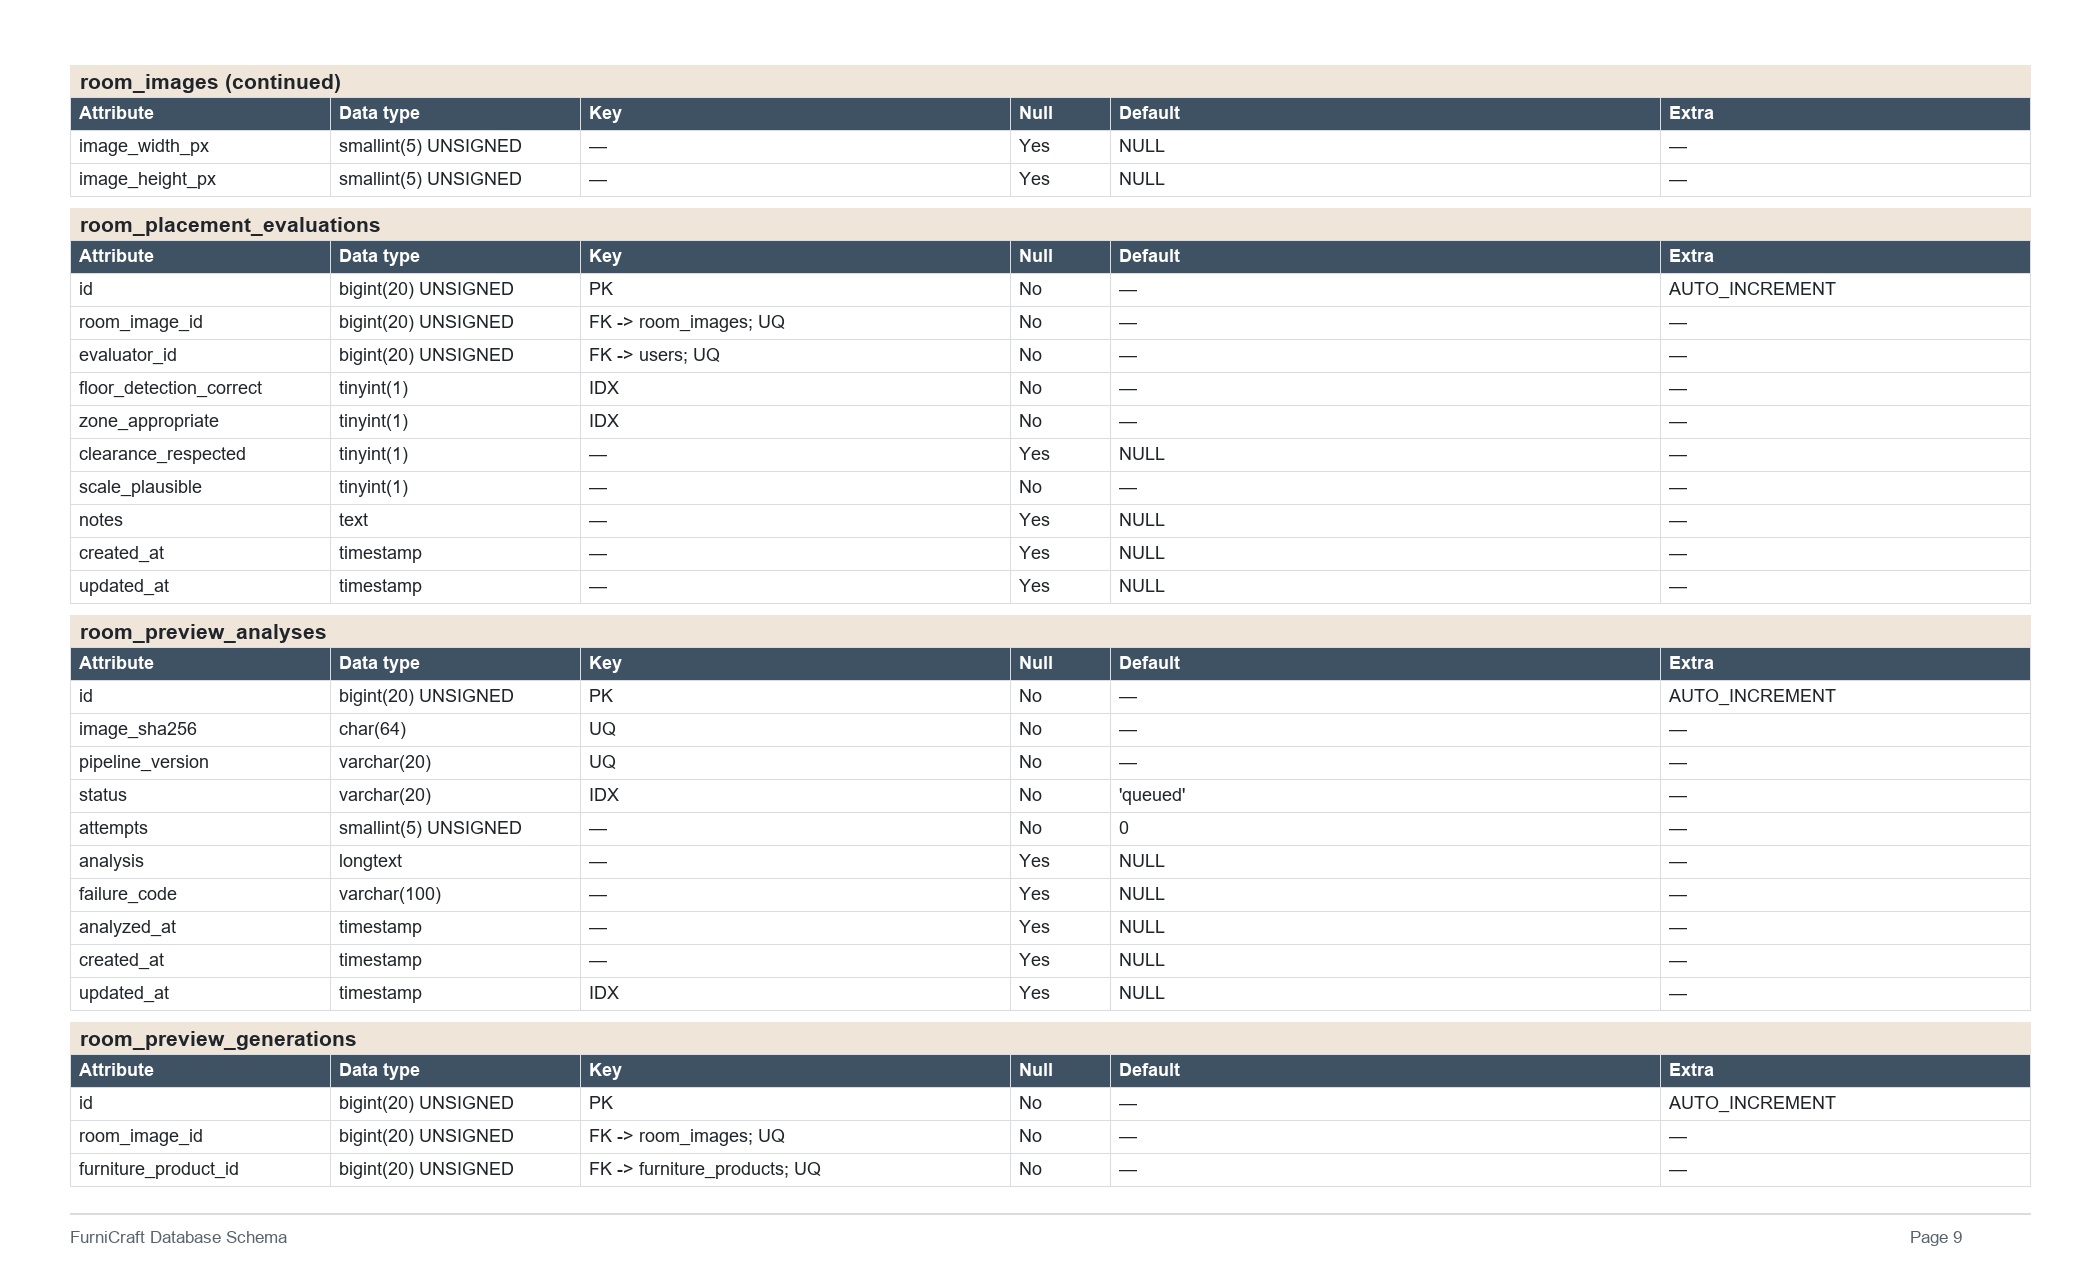 room_images (continued)
Attribute Data type Key Null Default Extra
image_width_px smallint(5) UNSIGNED — Yes NULL —
image_height_px smallint(5) UNSIGNED — Yes NULL —
room_placement_evaluations
Attribute Data type Key Null Default Extra
id bigint(20) UNSIGNED PK No — AUTO_INCREMENT
room_image_id bigint(20) UNSIGNED FK -> room_images; UQ No — —
evaluator_id bigint(20) UNSIGNED FK -> users; UQ No — —
floor_detection_correct tinyint(1) IDX No — —
zone_appropriate tinyint(1) IDX No — —
clearance_respected tinyint(1) — Yes NULL —
scale_plausible tinyint(1) — No — —
notes text — Yes NULL —
created_at timestamp — Yes NULL —
updated_at timestamp — Yes NULL —
room_preview_analyses
Attribute Data type Key Null Default Extra
id bigint(20) UNSIGNED PK No — AUTO_INCREMENT
image_sha256 char(64) UQ No — —
pipeline_version varchar(20) UQ No — —
status varchar(20) IDX No 'queued' —
attempts smallint(5) UNSIGNED — No 0 —
analysis longtext — Yes NULL —
failure_code varchar(100) — Yes NULL —
analyzed_at timestamp — Yes NULL —
created_at timestamp — Yes NULL —
updated_at timestamp IDX Yes NULL —
room_preview_generations
Attribute Data type Key Null Default Extra
id bigint(20) UNSIGNED PK No — AUTO_INCREMENT
room_image_id bigint(20) UNSIGNED FK -> room_images; UQ No — —
furniture_product_id bigint(20) UNSIGNED FK -> furniture_products; UQ No — —
FurniCraft Database Schema Page 9